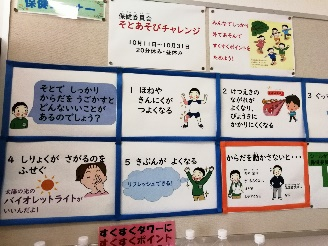 保健
保健委員会
そとあそびチャレンジ
10月11日～10月31日
20分休み・昼休み
みんなでしっかり
外であそんで
すくすくポイントを
ためよう！
そとで しっかり
からだを うごかすと
どんないいことが
あるのでしょう？
1 ほねや
きんにくが
つよくなる
2 けつえきの
ながれが
よくなり、
びょうきに
かかりにくくなる
3
4 しりょくが さがるのを
ふせぐ
太陽の光の
バイオレットライトが
いいんだよ！
5 きぶんが よくなる
リフレッシュできる！
からだを動かさないと・・・
すくすくタワーに
すくすくポイント